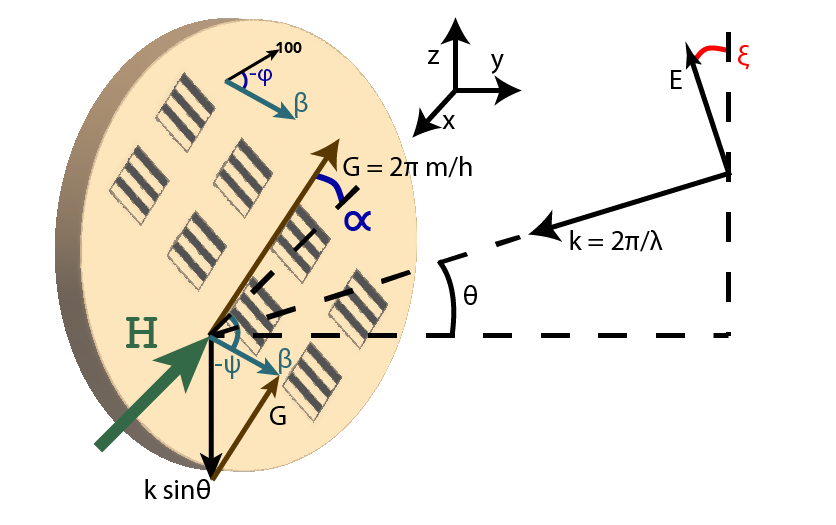 100
-φ
β
z
y
x
ξ
E
G = 2π m/h
∝
k = 2π/λ
θ
H
-ψ
β
G
k sinθ